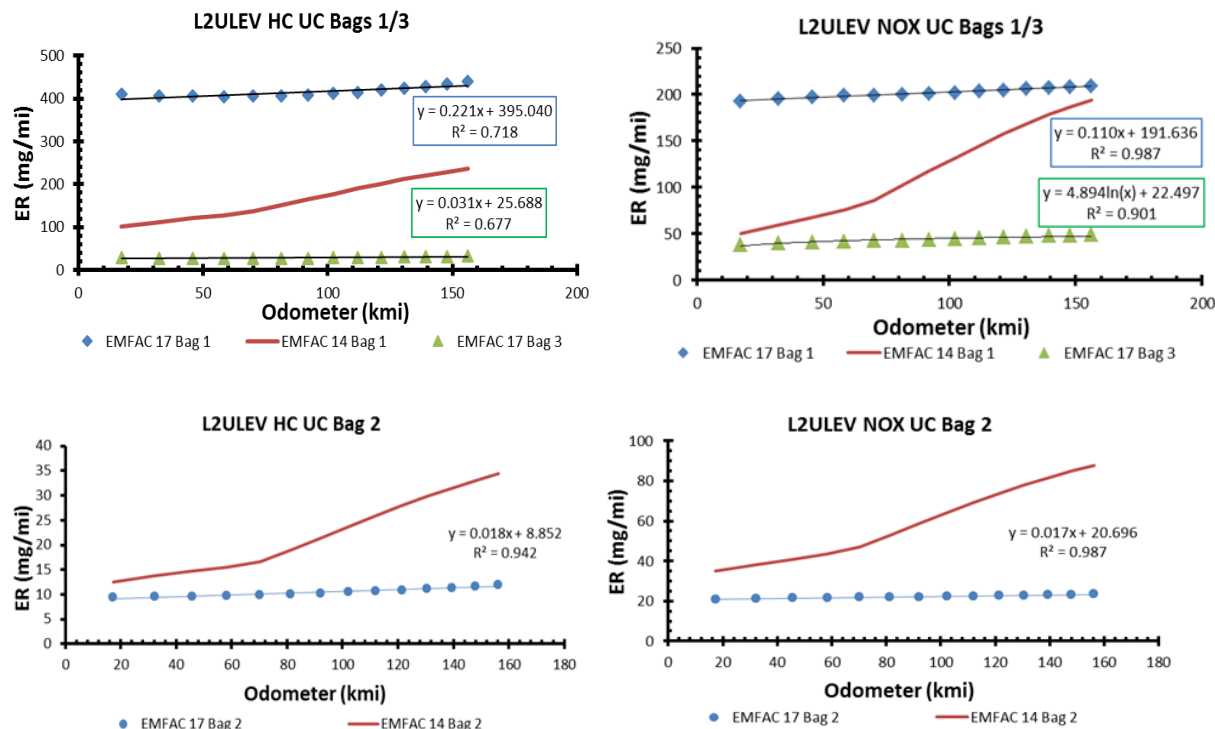 L2ULEV HC UC Bags 1/3
500
400
300
200
100
0
ER (mg/mi)
y = 0.221x + 395.040
R² = 0.718
y = 0.031x + 25.688
R² = 0.677
0 50 100 150 200
Odometer (kmi)
EMFAC 17 Bag 1 EMFAC 14 Bag 1 EMFAC 17 Bag 3
L2ULEV NOX UC Bags 1/3
250
200
150
100
50
0
ER (mg/mi)
y = 0.110x + 191.636
R² = 0.987
y = 4.894ln(x) + 22.497
R² = 0.901
0 50 100 150 200
Odometer (kmi)
EMFAC 17 Bag 1 EMFAC 14 Bag 1 EMFAC 17 Bag 3
L2ULEV HC UC Bag 2
40
35
30
25
20
15
10
5
0
ER (mg/mi)
y = 0.018x + 8.852
R² = 0.942
0 20 40 60 80 100 120 140 160 180
Odometer (kmi)
EMFAC 17 Bag 2 EMFAC 14 Bag 2
L2ULEV NOX UC Bag 2
100
80
60
40
20
0
ER (mg/mi)
y = 0.017x + 20.696
R² = 0.987
0 20 40 60 80 100 120 140 160 180
Odometer (kmi)
EMFAC 17 Bag 2 EMFAC 14 Bag 2